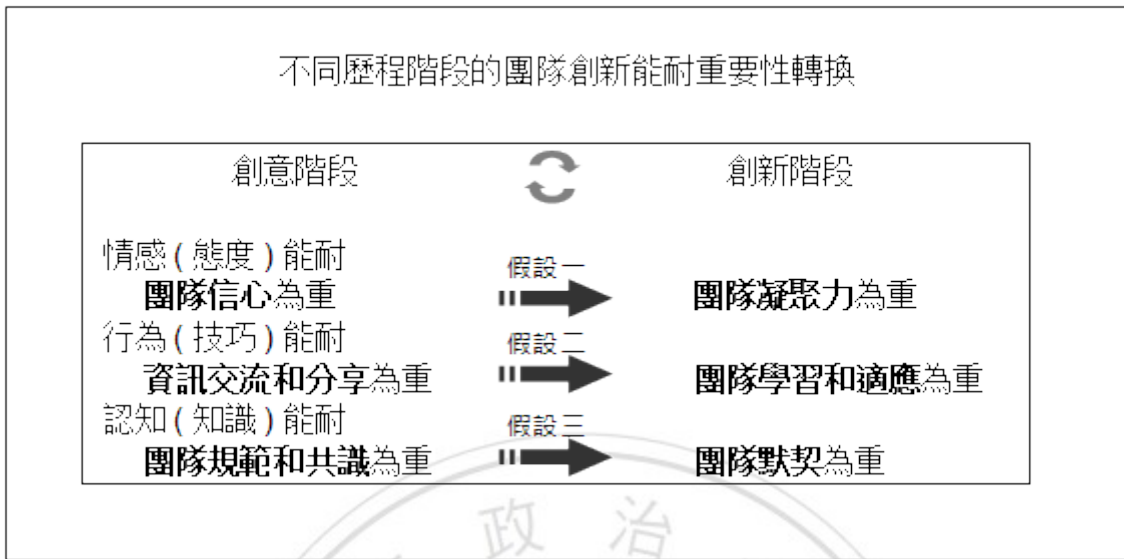 不同歷程階段的團隊創新能耐重要性轉換
創意階段 創新階段
情感(態度)能耐
假設一
團隊信心為重 團隊凝聚力為重
行為(技巧)能耐
假設二
資訊交流和分享為重 團隊學習和適應為重
認知(知識)能耐
假設三
團隊規範和共識為重 團隊默契為重
政治